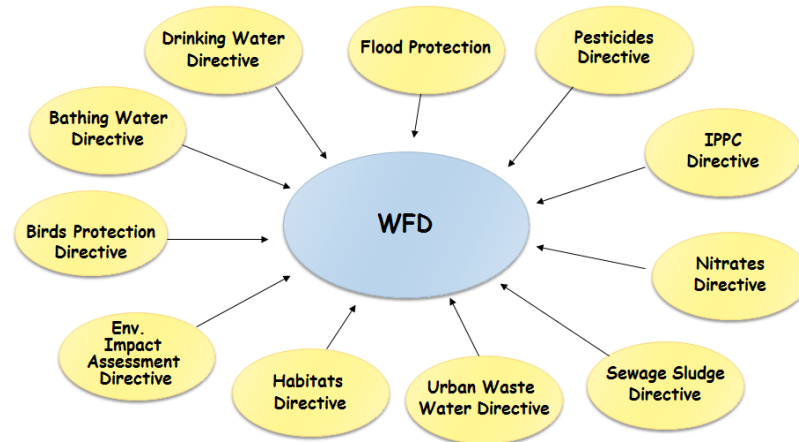 Drinking Water
Directive
Flood Protection
Pesticides
Directive
Bathing Water
Directive
IPPC
Directive
WFD
Birds Protection
Directive
Nitrates
Directive
Env.
Impact
Assessment
Directive
Habitats
Directive
Urban Waste
Water Directive
Sewage Sludge
Directive